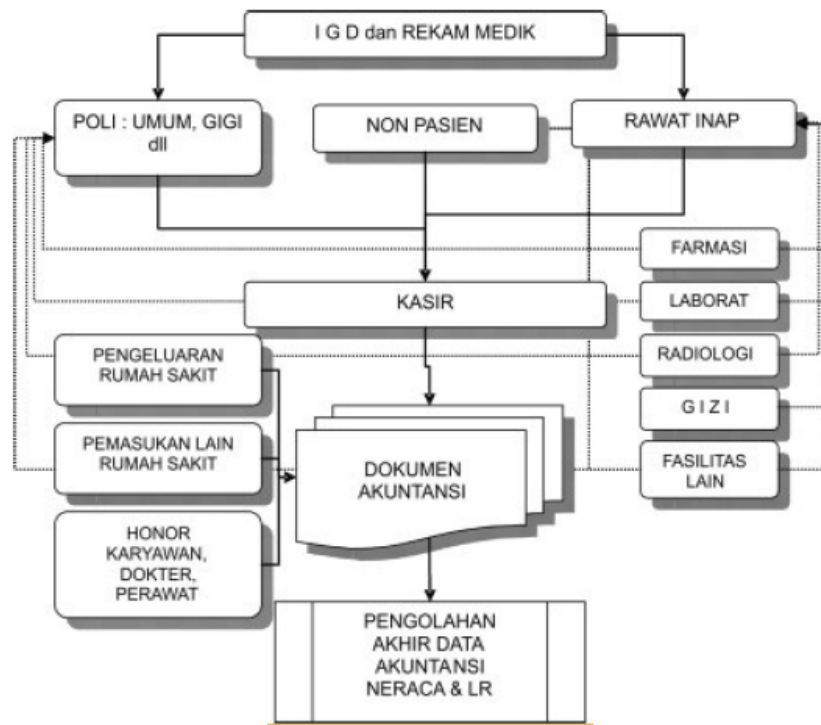 I G D dan REKAM MEDIK
POLI : UMUM, GIGI
dll
NON PASIEN
RAWAT INAP
FARMASI
KASIR
LABORAT
PENGELUARAN
RUMAH SAKIT
RADIOLOGI
G I Z I
PEMASUKAN LAIN
RUMAH SAKIT
DOKUMEN
AKUNTANSI
FASILITAS
LAIN
HONOR
KARYAWAN,
DOKTER,
PERAWAT
PENGOLAHAN
AKHIR DATA
AKUNTANSI
NERACA & LR